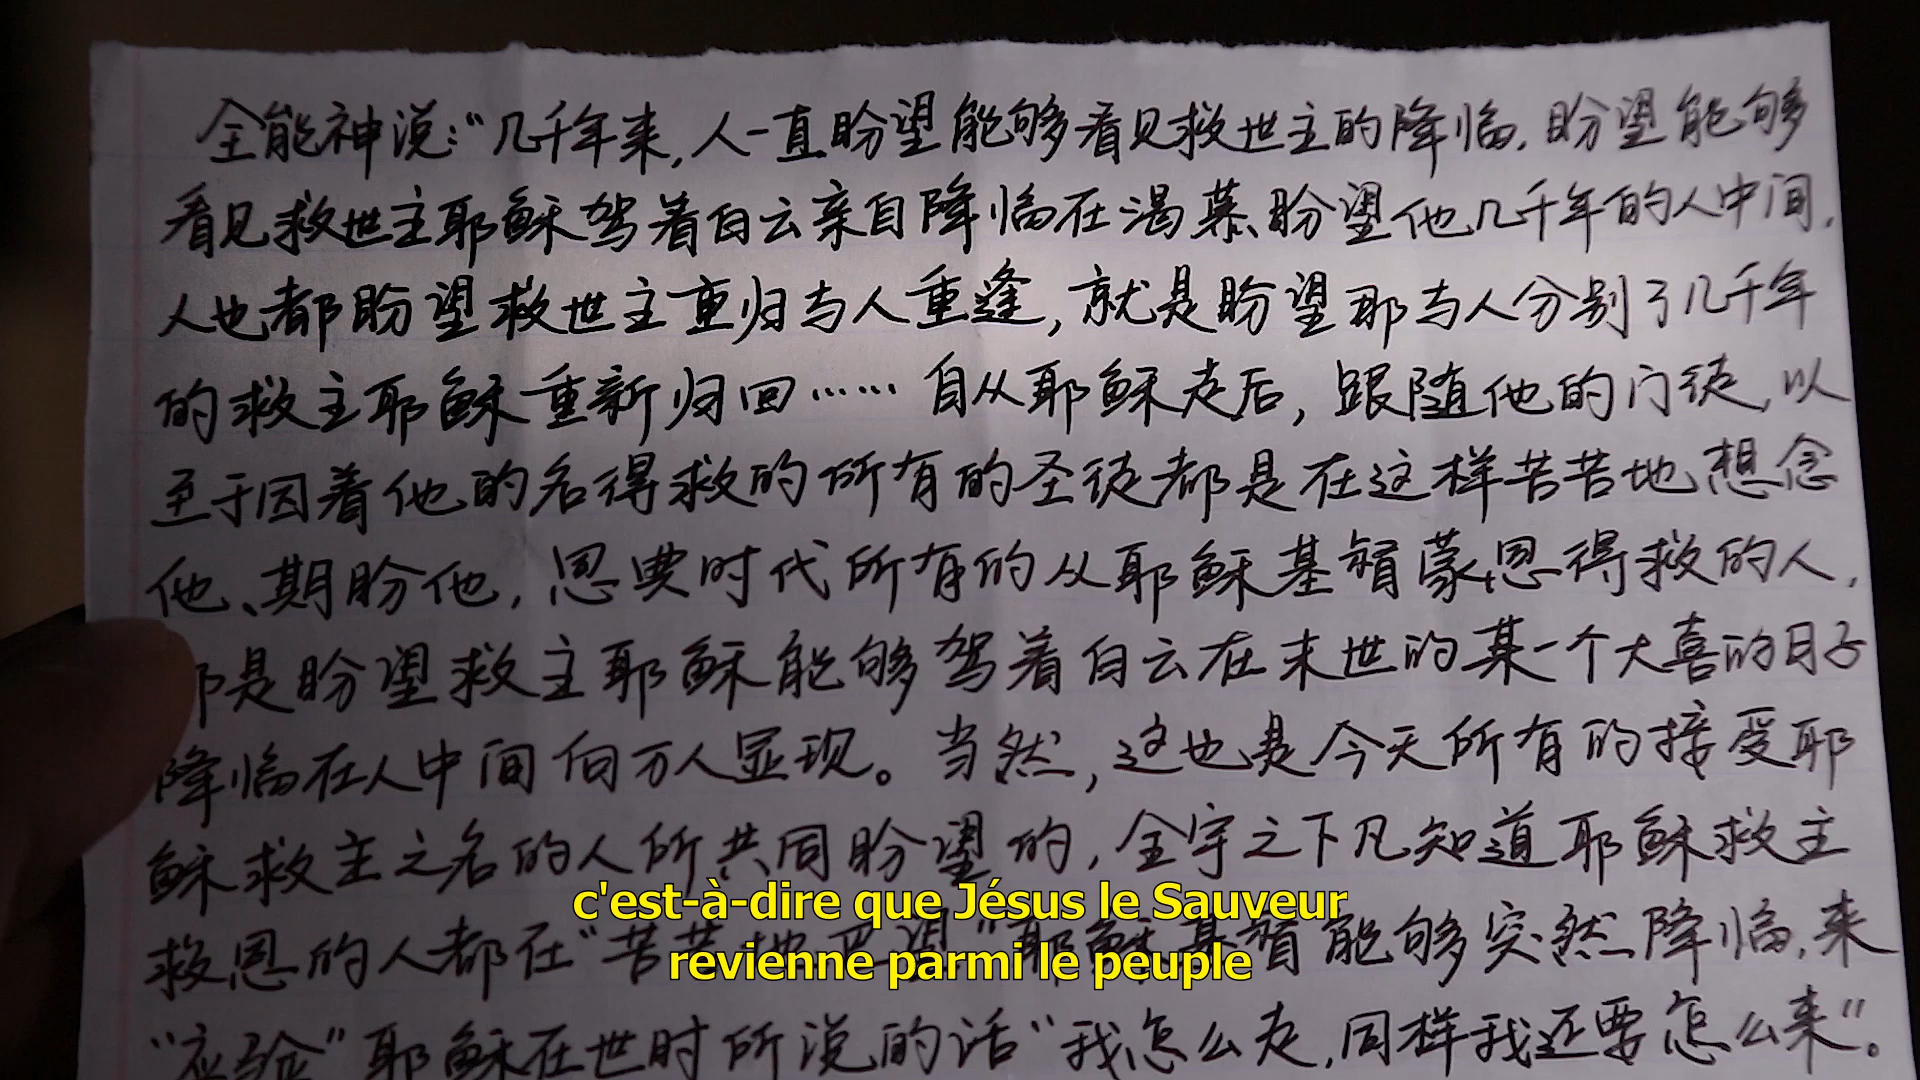 全能神说：“几千年来，人一直盼望能够看见救世主的降临，盼望能够
看见救世主耶稣驾着白云亲自降临在渴慕、盼望他几千年的人中间，
人也都盼望救世主重归与人重逢，就是盼望那与人分别了几千年
的救主耶稣重新归回……自从耶稣走后，跟随他的门徒，以
至于因着他的名得救的所有的圣徒都是在这样苦苦地想念
他、期盼他，恩典时代所有的从耶稣基督蒙恩得救的人，
是盼望救主耶稣能够驾着白云在末世的某一个大喜的日子
降临在人中间向万人显现。当然，这也是今天所有的接受耶
稣救主之名的人所共同盼望的，全宇之下凡知道耶稣救主
救恩的人都在“苦苦地 望”耶稣基督能够突然降临，来
“应验”耶稣在世时所说的话“我怎么走，同样我还要怎么来”。
c'est-à-dire que Jésus le Sauveur
revienne parmi le peuple